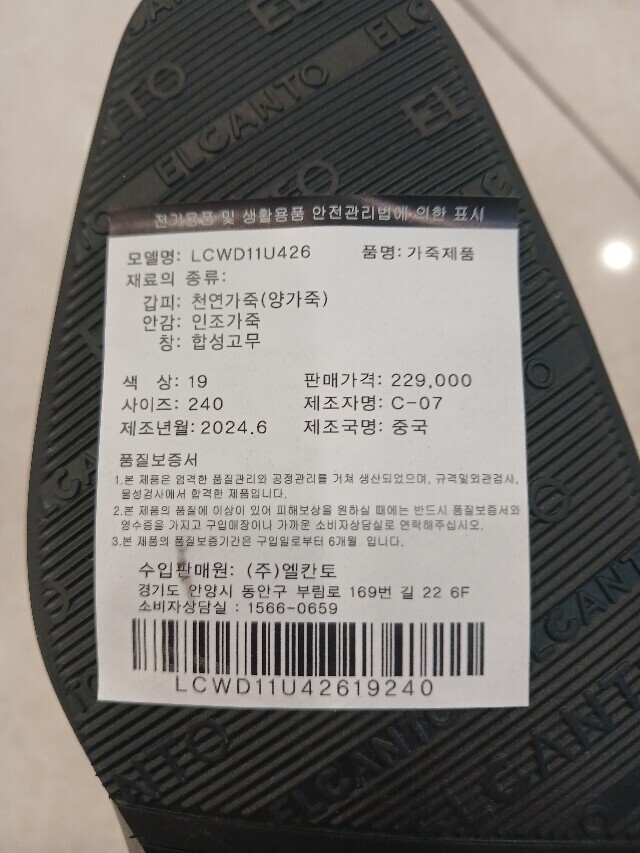 ELCANTO
전기용품 및 생활용품 안전관리법에 의한 표시
모델명: LCWD11U426 품명: 가죽제품
재료의 종류:
갑피: 천연가죽(양가죽)
안감: 인조가죽
창: 합성고무
색 상: 19 판매가격: 229,000
사이즈: 240 제조자명: C-07
제조년월: 2024.6 제조국명: 중국
품질보증서
1.본 제품은 엄격한 품질관리와 공정관리를 거쳐 생산되었으며, 규격및외관검사,
물성검사에서 합격한 제품입니다.
2.본 제품의 품질에 이상이 있어 피해보상을 원하실 때에는 반드시 품질보증서와
영수증을 가지고 구입매장이나 가까운 소비자상담실로 연락해주십시오.
3.본 제품의 품질보증기간은 구입일로부터 6개월 입니다.
수입판매원: (주)엘칸토
경기도 안양시 동안구 부림로 169번 길 22 6F
소비자상담실 : 1566-0659
LCWD11U42619240
ELCANTO
ELCANTO